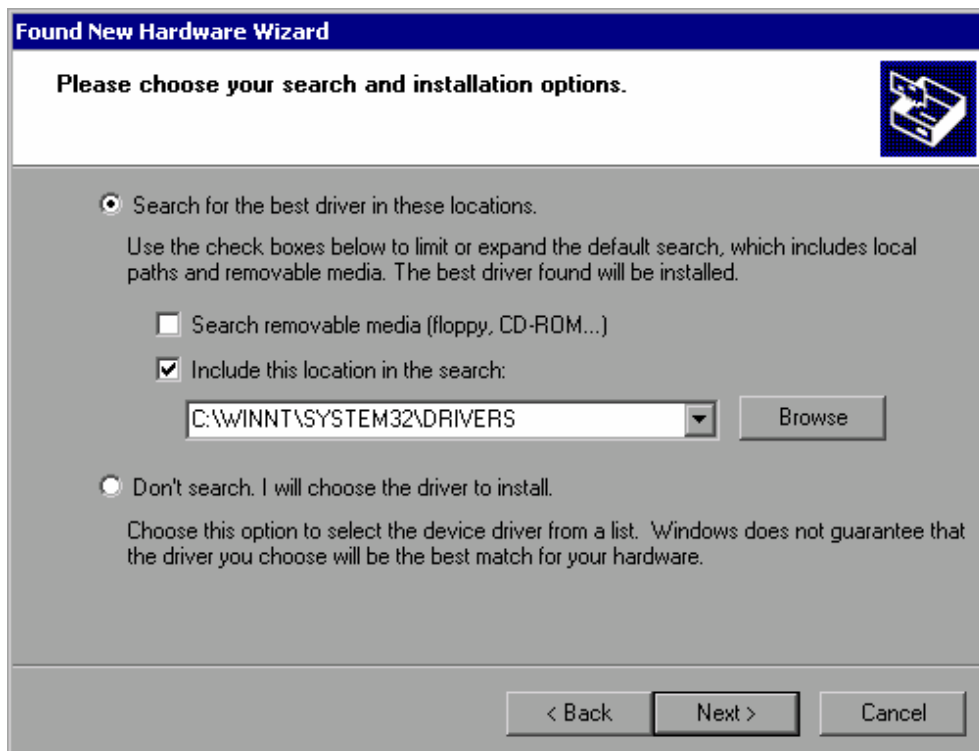 Found New Hardware Wizard
Please choose your search and installation options.
Search for the best driver in these locations.
Use the check boxes below to limit or expand the default search, which includes local
paths and removable media. The best driver found will be installed.
Search removable media (floppy, CD-ROM...)
Include this location in the search:
C:\WINNT\SYSTEM32\DRIVERS
Browse
Don't search. I will choose the driver to install.
Choose this option to select the device driver from a list.  Windows does not guarantee that
the driver you choose will be the best match for your hardware.
< Back
Next >
Cancel